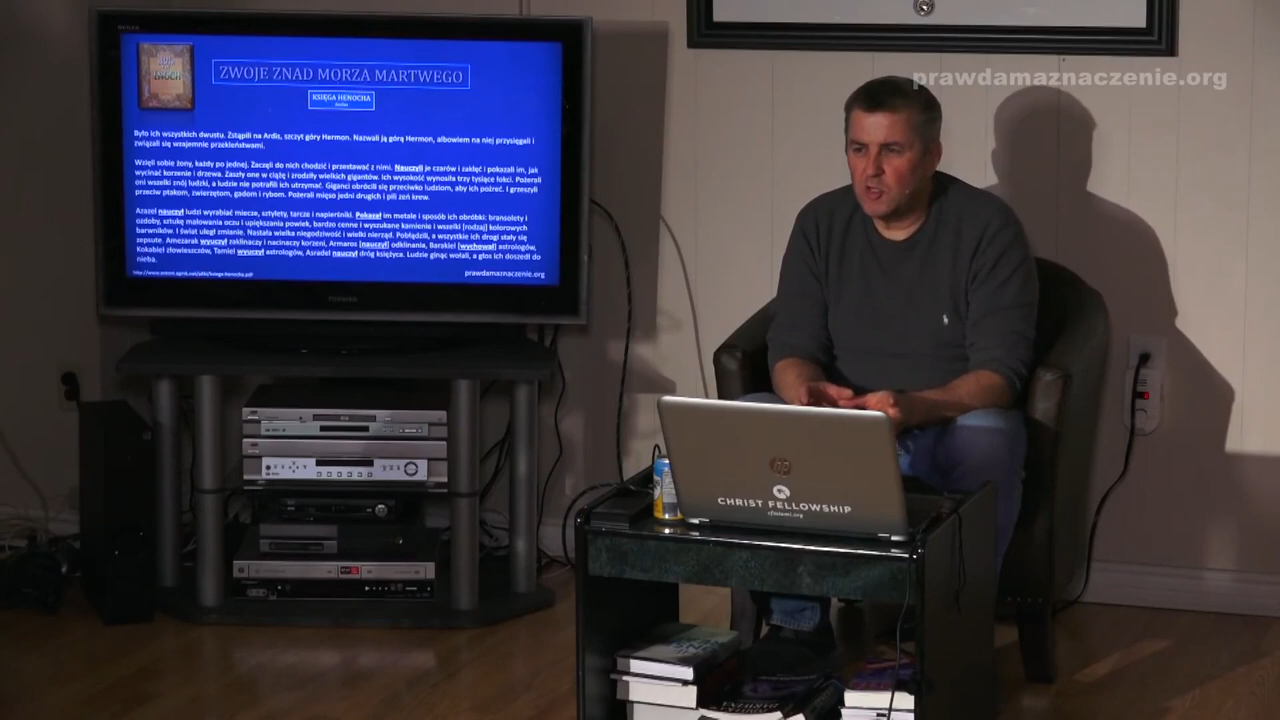 prawdamaznaczenie.org
ZWOJE ZNAD MORZA MARTWEGO
KSIĘGA HENOCHA
Było ich wszystkich dwustu. Zstąpili na Ardis, szczyt góry Hermon. Nazwali ją górą Hermon, albowiem na niej przysięgali i
związali się wzajemnie przekleństwami.
Wzięli sobie żony, każdy po jednej. Zaczęli do nich chodzić i przestawać z nimi. Nauczyli je czarów i zaklęć i pokazali im, jak
wycinać korzenie i drzewa. Zaszły one w ciążę i zrodziły wielkich gigantów. Ich wysokość wynosiła trzy tysiące łokci. Pożerali
oni wszelki znój ludzki, a ludzie nie potrafili ich utrzymać. Giganci obrócili się przeciwko ludziom, aby ich pożreć. I grzeszyli
przeciw ptakom, zwierzętom, gadom i rybom. Pożerali mięso jedni drugich i pili zeń krew.
Azazel nauczył ludzi wyrabiać miecze, sztylety, tarcze i napierśniki. Pokazał im metale i sposób ich obróbki: bransolety i
ozdoby, sztukę malowania oczu i upiększania powiek, bardzo cenne i wyszukane kamienie i wszelki [rodzaj] kolorowych
barwników. I świat uległ zmianie. Nastała wielka niegodziwość i wielki nierząd. Pobłądzili, a wszystkie ich drogi stały się
zepsute. Amezarak wyuczył zaklinaczy i nacinaczy korzeni, Armaros [nauczył] odklinania, Barakiel [wychował] astrologów,
Kokabiel złowieszczów, Tamiel wyuczył astrologów, Asradel nauczył dróg księżyca. Ludzie ginąc wołali, a głos ich doszedł do
nieba.
prawdamaznaczenie.org
hp
CHRIST FELLOWSHIP